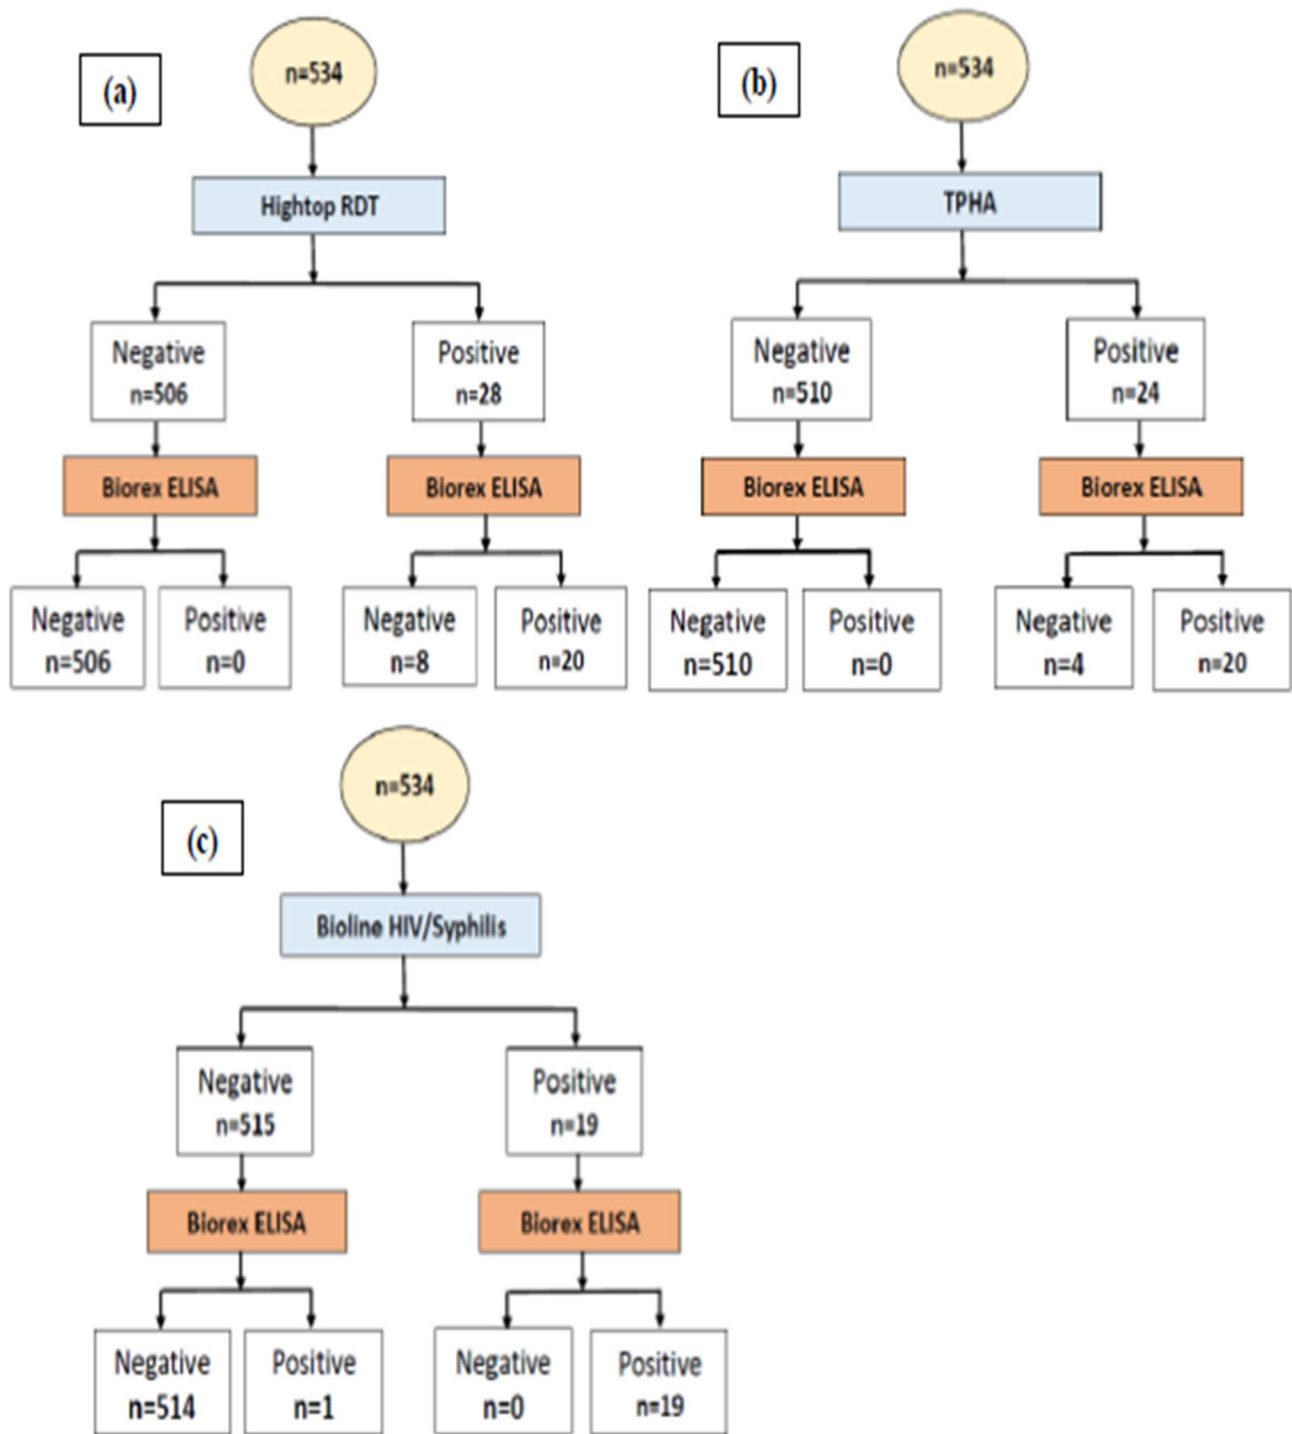 (a)
n=534
Hightop RDT
Negative
n=506
Positive
n=28
Biorex ELISA
Biorex ELISA
Negative
n=506
Positive
n=0
Negative
n=8
Positive
n=20
(b)
n=534
TPHA
Negative
n=510
Positive
n=24
Biorex ELISA
Biorex ELISA
Negative
n=510
Positive
n=0
Negative
n=4
Positive
n=20
(c)
n=534
Bioline HIV/Syphilis
Negative
n=515
Positive
n=19
Biorex ELISA
Biorex ELISA
Negative
n=514
Positive
n=1
Negative
n=0
Positive
n=19